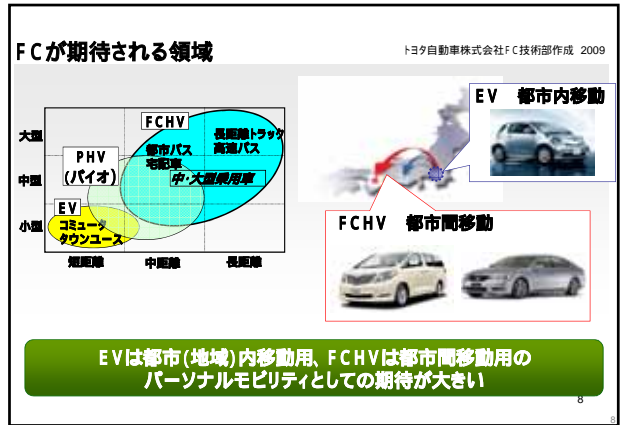 FCが期待される領域
トヨタ自動車株式会社FC技術部作成 2009
EV 都市内移動
FCHV
大型
長距離トラック
高速バス
都市バス
宅配車
PHV
(バイオ)
中型
中・大型乗用車
EV
小型
コミュータ
タウンユース
短距離
中距離
長距離
FCHV 都市間移動
EVは都市(地域)内移動用、FCHVは都市間移動用の
パーソナルモビリティとしての期待が大きい
8
8